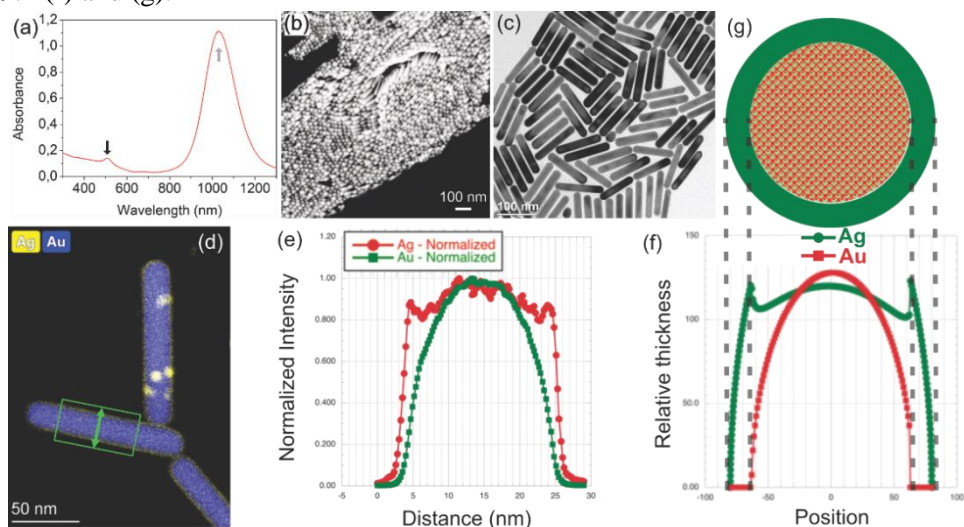 (a)
1,2
1,0
0,8
0,6
0,4
0,2
0,0
Absorbance
400 600 800 1000 1200
Wavelength (nm)
(b)
100 nm
(c)
100 nm
(g)
Ag Au (d)
50 nm
(e)
Ag - Normalized
Au - Normalized
1.00
0.800
0.600
0.400
0.200
0.00
Normalized Intensity
-5 0 5 10 15 20 25 30
Distance (nm)
(f)
Ag
Au
150
100
50.0
0.00
Relative thickness
-100 -50 0 50 100
Position